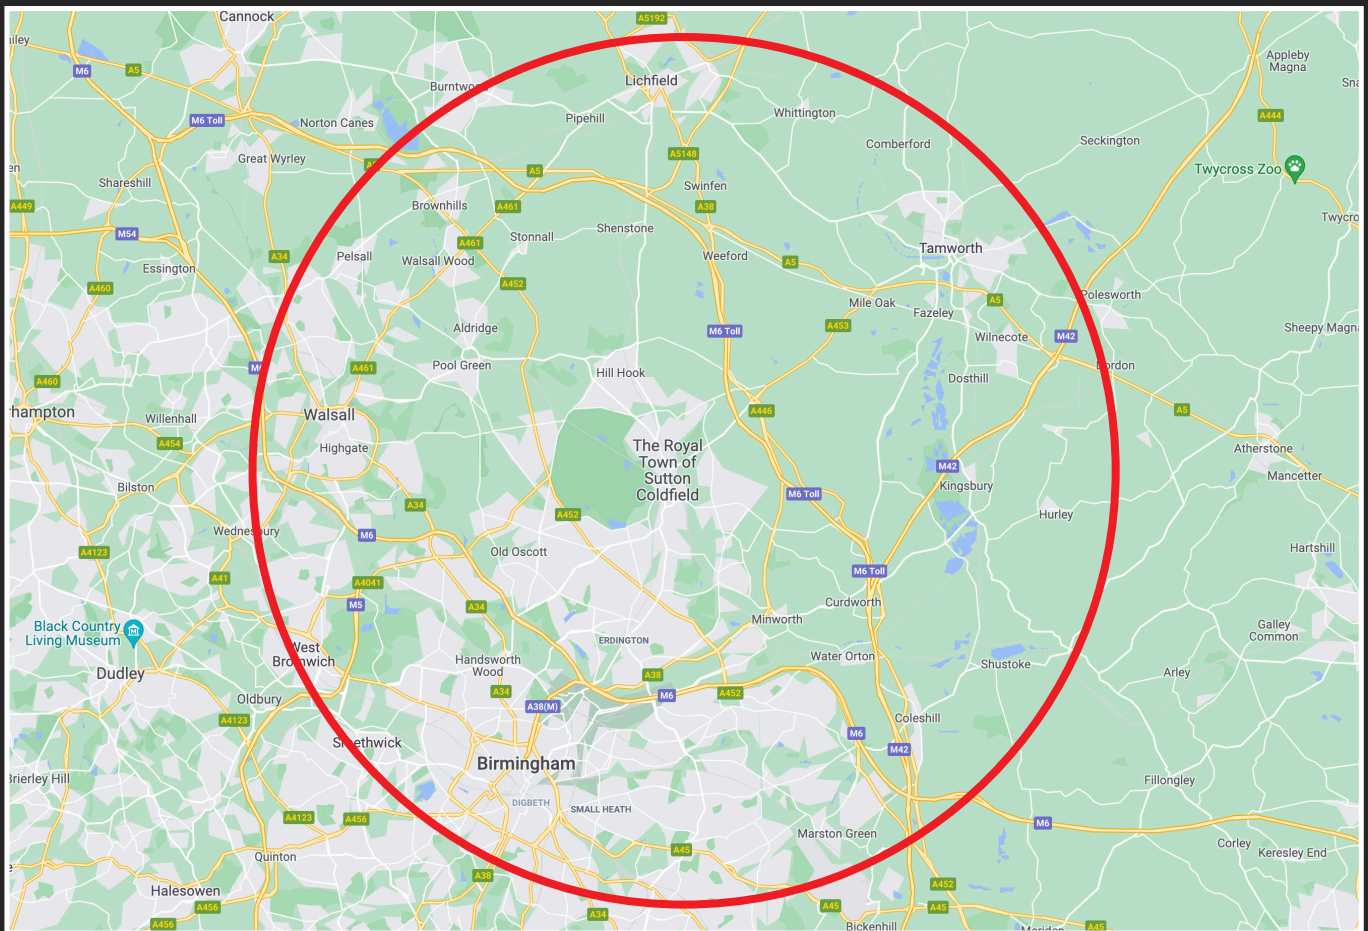 Cannock
A5192
Appleby
Magna
M6
A5
Lichfield
M6 Toll
Norton Canes
Pipehill
Whittington
A444
Comberford
Seckington
Great Wyrley
A5148
A5
Twycross Zoo
Shareshill
Swinfen
A449
Brownhills
A461
A38
M54
Stonnall
Shenstone
A461
Tamworth
A34
Pelsall
Walsall Wood
Weeford
A5
Essington
A460
A452
Mile Oak
A5
Polesworth
Fazeley
Aldridge
M6 Toll
A453
Wilnecote
M42
Pool Green
A461
Hill Hook
Dosthill
A460
Walsall
A446
A5
Willenhall
A454
Highgate
The Royal
Town of
Sutton
Coldfield
Atherstone
M42
Mancetter
Bilston
Kingsbury
M6 Toll
A34
A452
Hurley
Wednesbury
M6
Old Oscott
Hartshill
A4123
A41
A4041
M6 Toll
M5
A34
Curdworth
Minworth
Black Country
Living Museum
ERDINGTON
Galley
Common
West
Bromwich
Water Orton
Handsworth
Wood
Shustoke
Dudley
A38
Arley
Oldbury
A34
M6
A452
A38(M)
A4123
Coleshill
M6
M42
Smethwick
Birmingham
Brierley Hill
Fillongley
DIGBETH
SMALL HEATH
A4123
A456
Marston Green
M6
Corley
Keresley End
Quinton
A45
Halesowen
A38
A452
A456
A45
A45
A34
A456
Bickenhill
A45